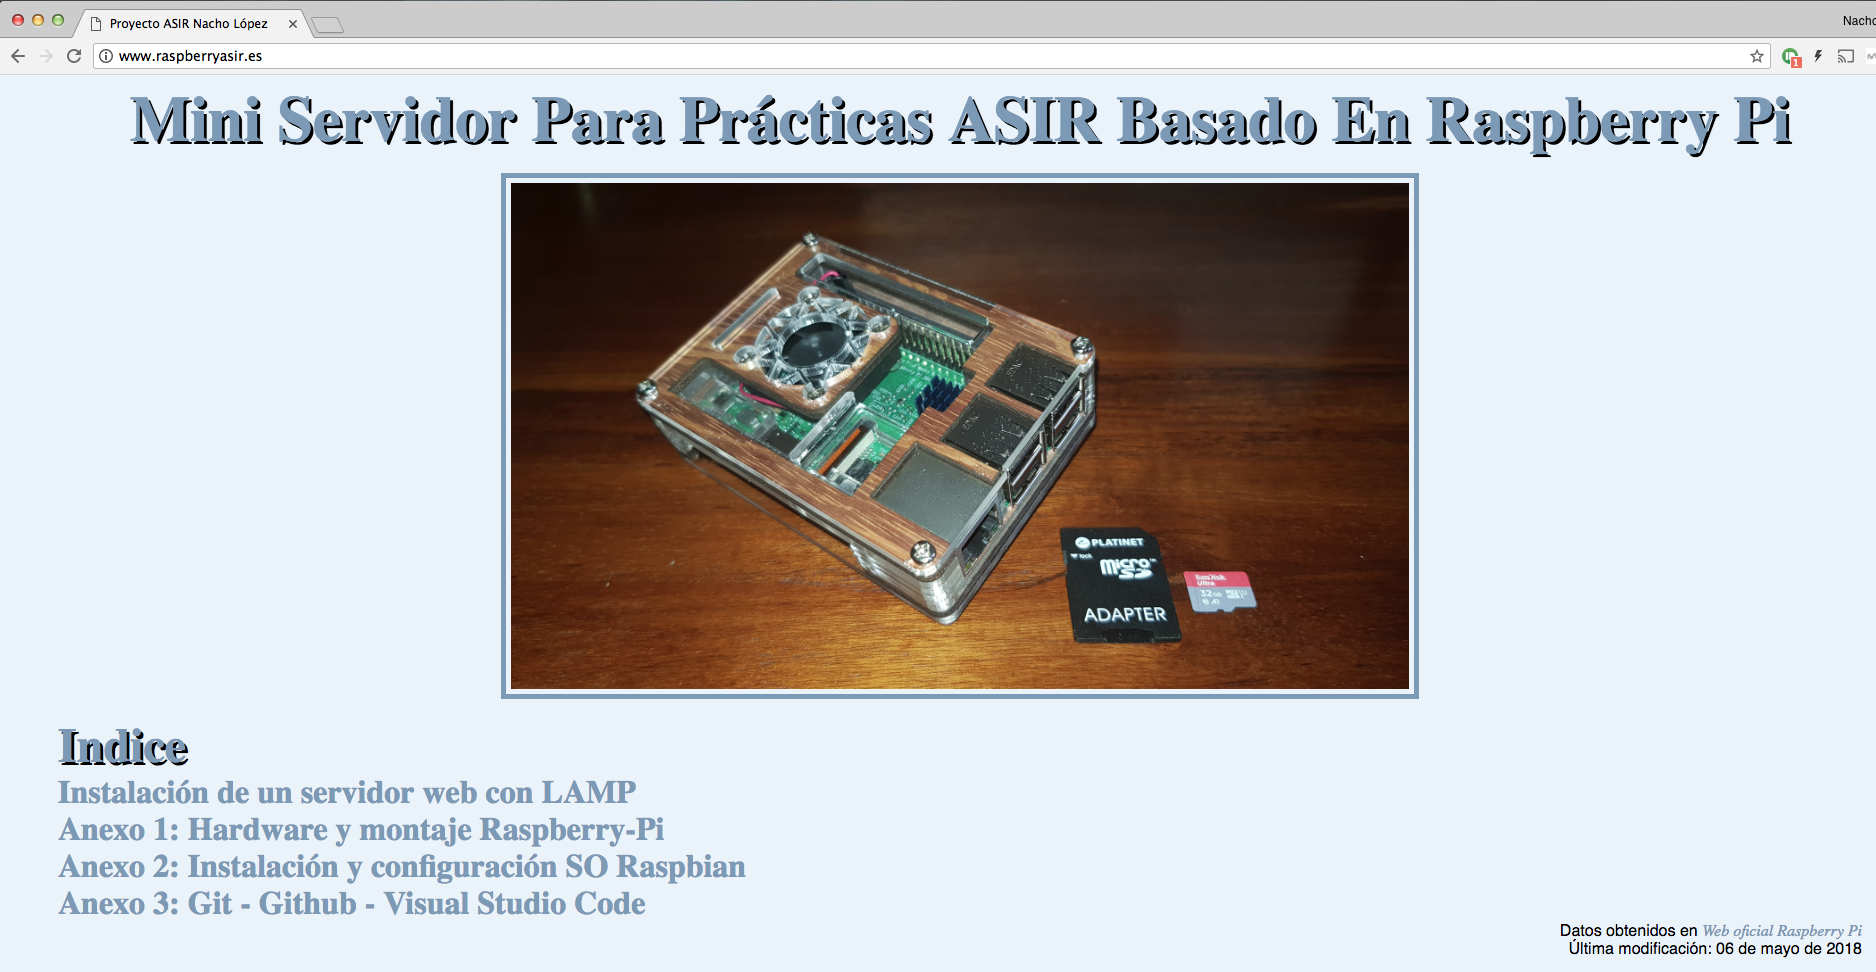 Proyecto ASIR Nacho López
Nacho
www.raspberryasir.es
1
Mini Servidor Para Prácticas ASIR Basado En Raspberry Pi
PLATINET
lock
micro SD
ADAPTER
SanDisk
Ultra
32 GB
A1
Indice
Instalación de un servidor web con LAMP
Anexo 1: Hardware y montaje Raspberry-Pi
Anexo 2: Instalación y configuración SO Raspbian
Anexo 3: Git - Github - Visual Studio Code
Datos obtenidos en Web oficial Raspberry Pi
Última modificación: 06 de mayo de 2018